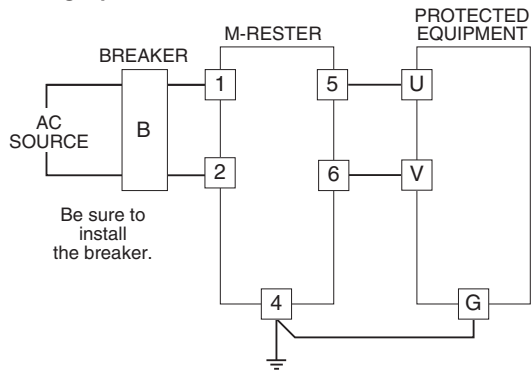 PROTECTED
EQUIPMENT
M-RESTER
BREAKER
1
5
U
AC
SOURCE
B
2
6
V
Be sure to
install
the breaker.
4
G